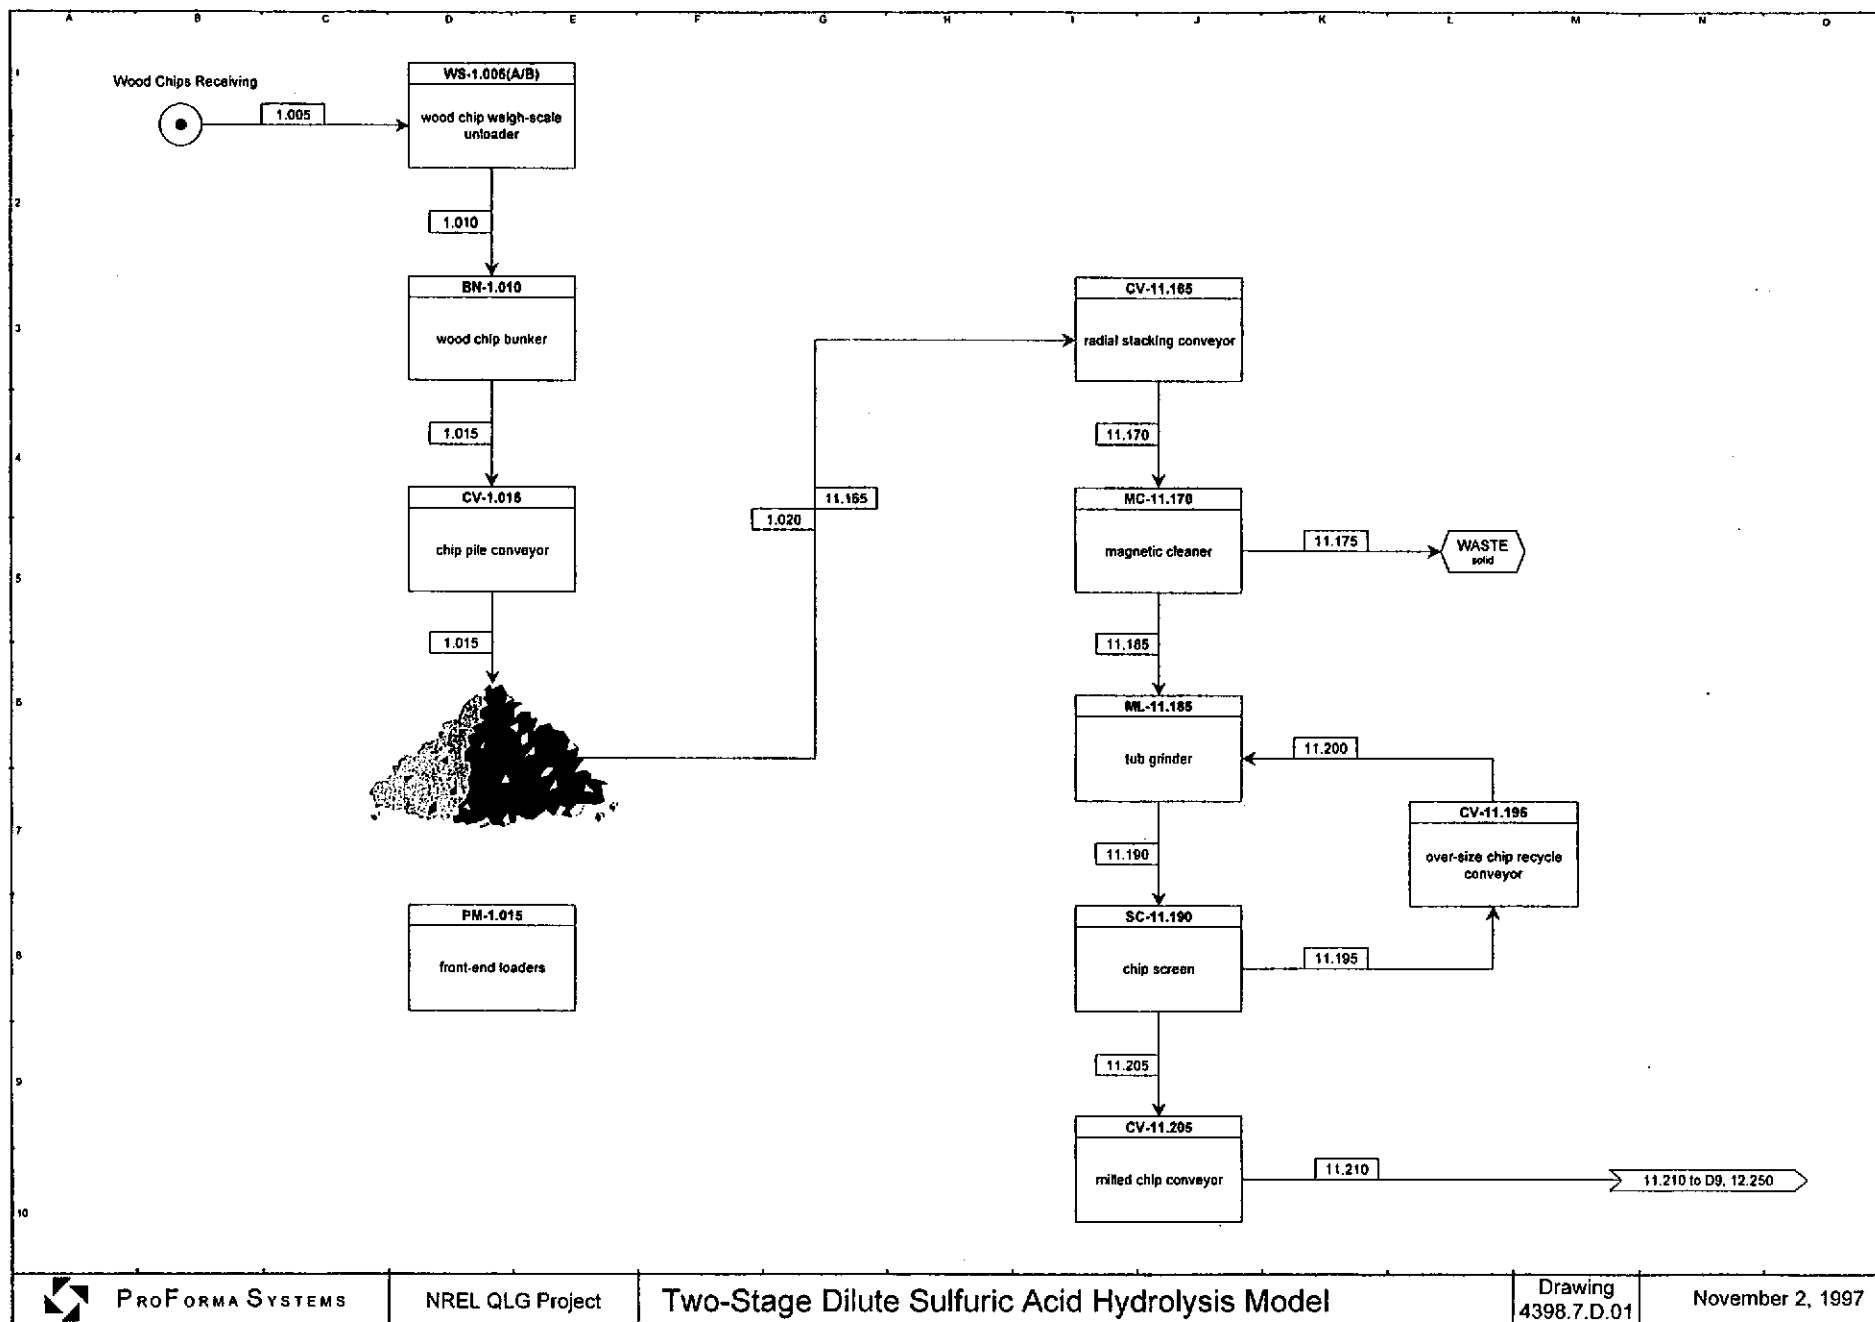 A B C D E F G H I J K L M N O
1
2
3
4
5
6
7
8
9
10
Wood Chips Receiving
1.005
WS-1.005(A/B)
wood chip weigh-scale
unloader
1.010
BN-1.010
wood chip bunker
1.015
CV-1.015
chip pile conveyor
1.015
PM-1.015
front-end loaders
1.020
11.165
CV-11.165
radial stacking conveyor
11.170
MC-11.170
magnetic cleaner
11.175
WASTE
solid
11.185
ML-11.185
tub grinder
11.200
CV-11.195
over-size chip recycle
conveyor
11.190
SC-11.190
chip screen
11.195
11.205
CV-11.205
milled chip conveyor
11.210
11.210 to D9, 12.250
PROFORMA SYSTEMS
NREL QLG Project
Two-Stage Dilute Sulfuric Acid Hydrolysis Model
Drawing
4398.7.D.01
November 2, 1997